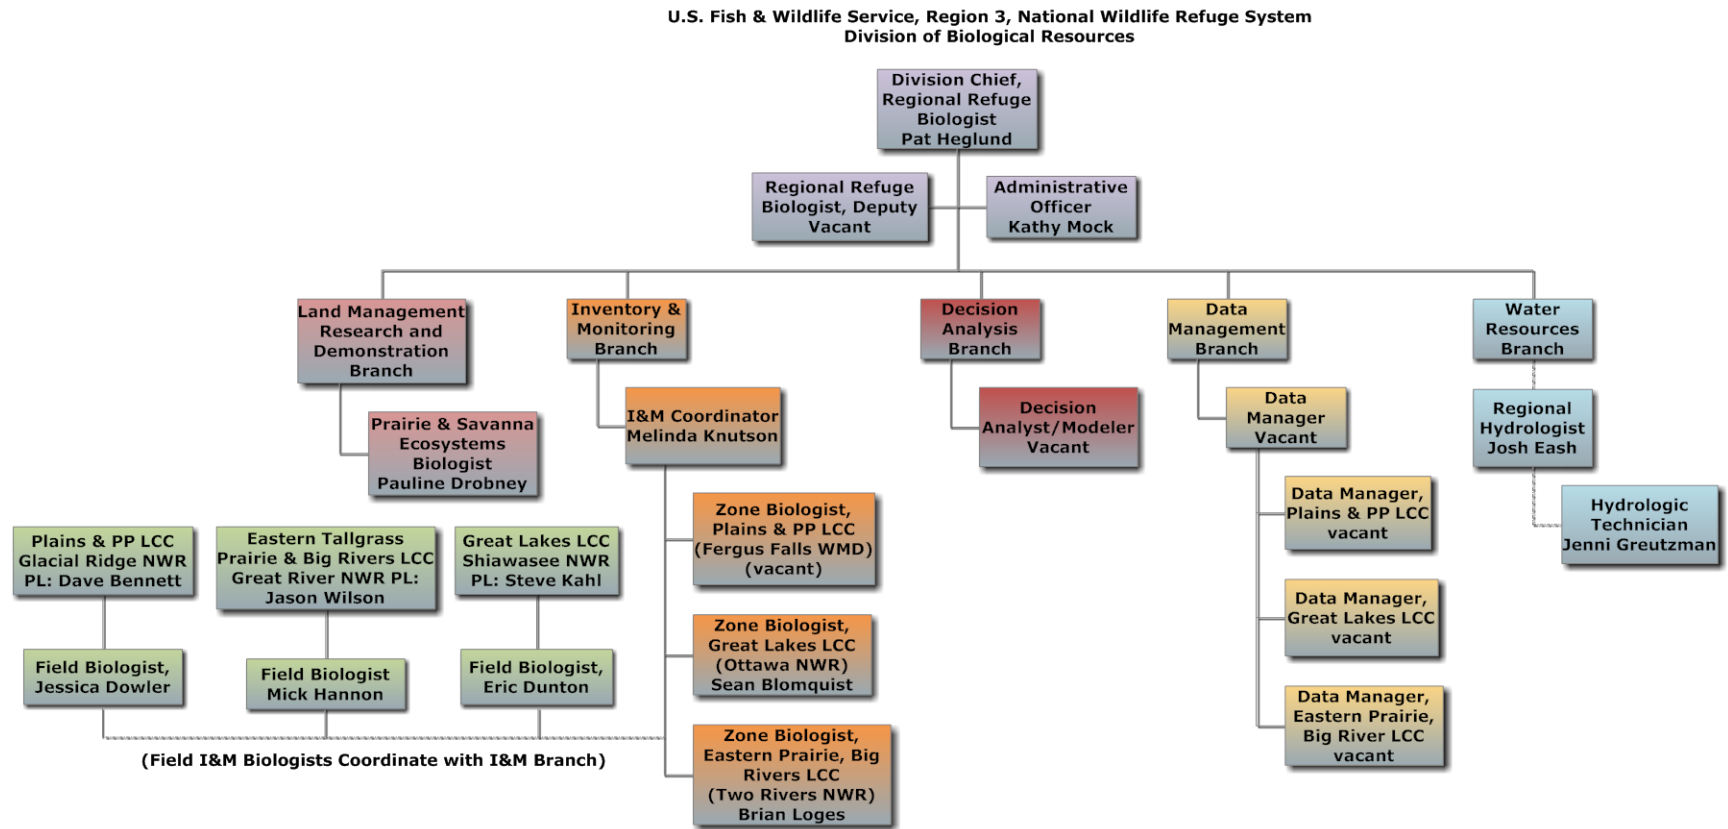 U.S. Fish & Wildlife Service, Region 3, National Wildlife Refuge System
Division of Biological Resources
Division Chief,
Regional Refuge
Biologist
Pat Heglund
Regional Refuge
Biologist, Deputy
Vacant
Administrative
Officer
Kathy Mock
Land Management
Research and
Demonstration
Branch
Inventory &
Monitoring
Branch
Decision
Analysis
Branch
Data
Management
Branch
Water
Resources
Branch
Prairie & Savanna
Ecosystems
Biologist
Pauline Drobney
I&M Coordinator
Melinda Knutson
Decision
Analyst/Modeler
Vacant
Data
Manager
Vacant
Regional
Hydrologist
Josh Eash
Hydrologic
Technician
Jenni Greutzman
Plains & PP LCC
Glacial Ridge NWR
PL: Dave Bennett
Eastern Tallgrass
Prairie & Big Rivers LCC
Great River NWR PL:
Jason Wilson
Great Lakes LCC
Shiawasee NWR
PL: Steve Kahl
Zone Biologist,
Plains & PP LCC
(Fergus Falls WMD)
(vacant)
Data Manager,
Plains & PP LCC
vacant
Field Biologist,
Jessica Dowler
Field Biologist
Mick Hannon
Field Biologist,
Eric Dunton
Zone Biologist,
Great Lakes LCC
(Ottawa NWR)
Sean Blomquist
Data Manager,
Great Lakes LCC
vacant
(Field I&M Biologists Coordinate with I&M Branch)
Zone Biologist,
Eastern Prairie, Big
Rivers LCC
(Two Rivers NWR)
Brian Loges
Data Manager,
Eastern Prairie,
Big River LCC
vacant